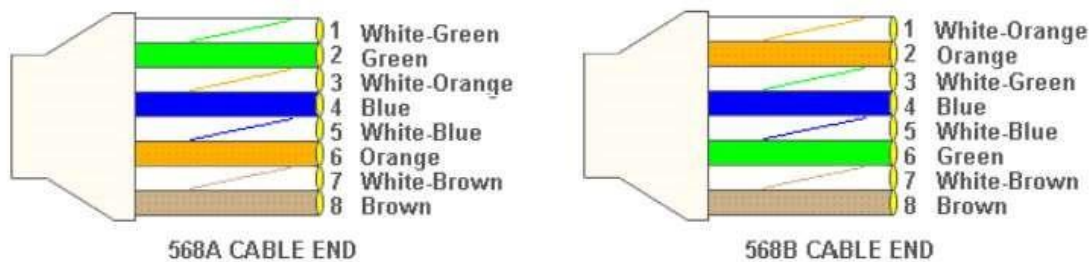 1 White-Green
2 Green
3 White-Orange
4 Blue
5 White-Blue
6 Orange
7 White-Brown
8 Brown
568A CABLE END
1 White-Orange
2 Orange
3 White-Green
4 Blue
5 White-Blue
6 Green
7 White-Brown
8 Brown
568B CABLE END